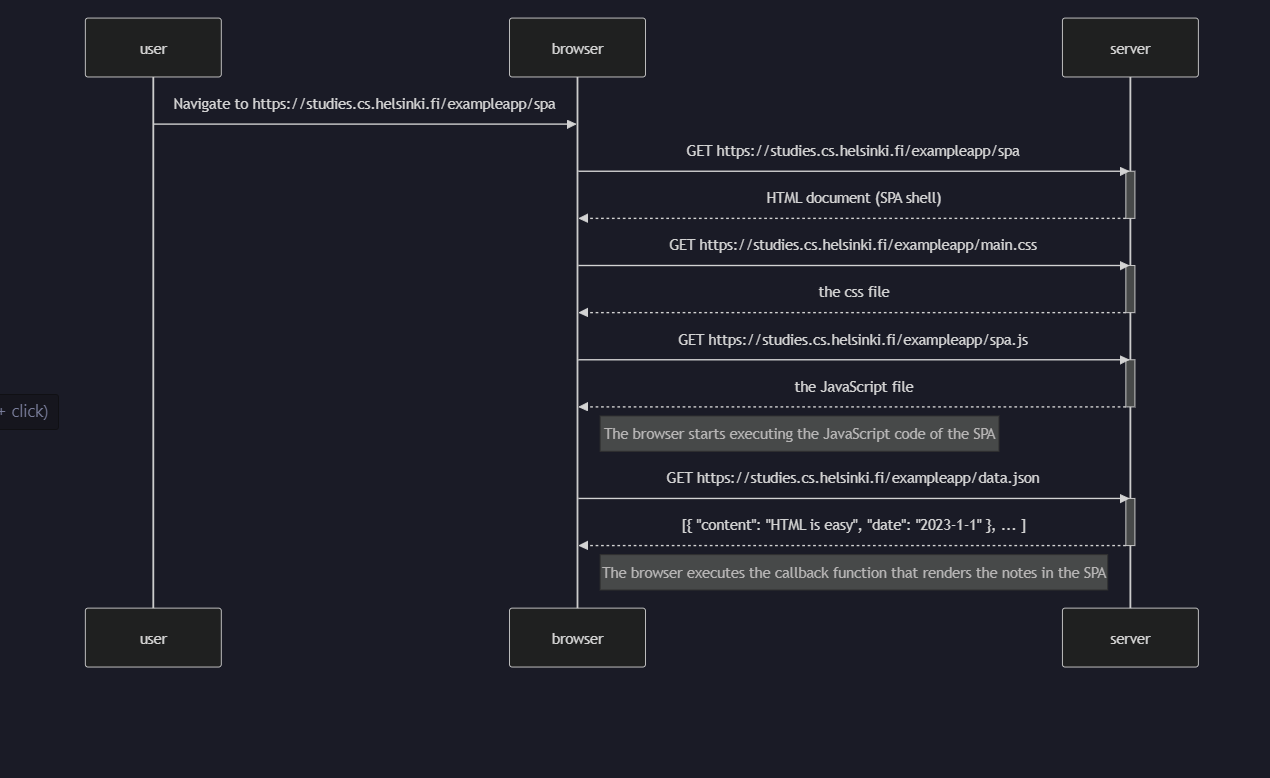 user
browser
server
Navigate to https://studies.cs.helsinki.fi/exampleapp/spa
GET https://studies.cs.helsinki.fi/exampleapp/spa
HTML document (SPA shell)
GET https://studies.cs.helsinki.fi/exampleapp/main.css
the css file
GET https://studies.cs.helsinki.fi/exampleapp/spa.js
the JavaScript file
+ click)
The browser starts executing the JavaScript code of the SPA
GET https://studies.cs.helsinki.fi/exampleapp/data.json
[{ "content": "HTML is easy", "date": "2023-1-1" }, ... ]
The browser executes the callback function that renders the notes in the SPA
user
browser
server